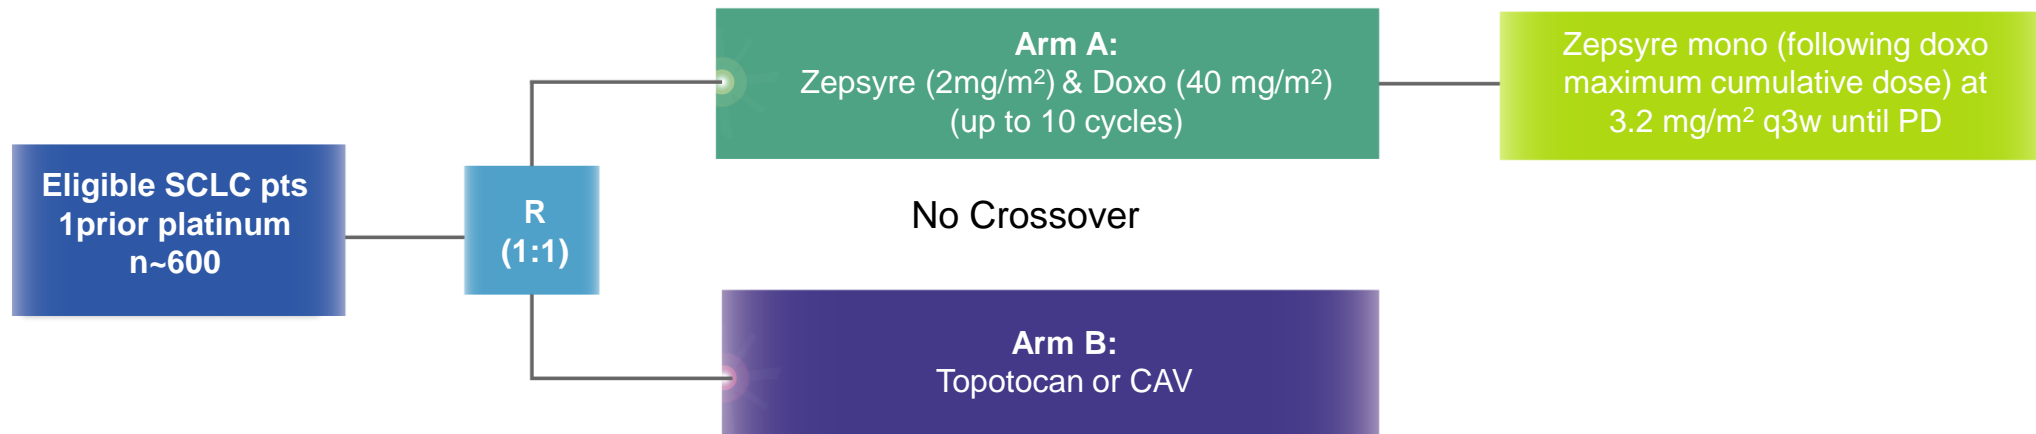 Eligible SCLC pts
1prior platinum
n~600
R
(1:1)
Arm A:
Zepsyre (2mg/m²) & Doxo (40 mg/m²)
(up to 10 cycles)
Zepsyre mono (following doxo
maximum cumulative dose) at
3.2 mg/m² q3w until PD
No Crossover
Arm B:
Topotocan or CAV